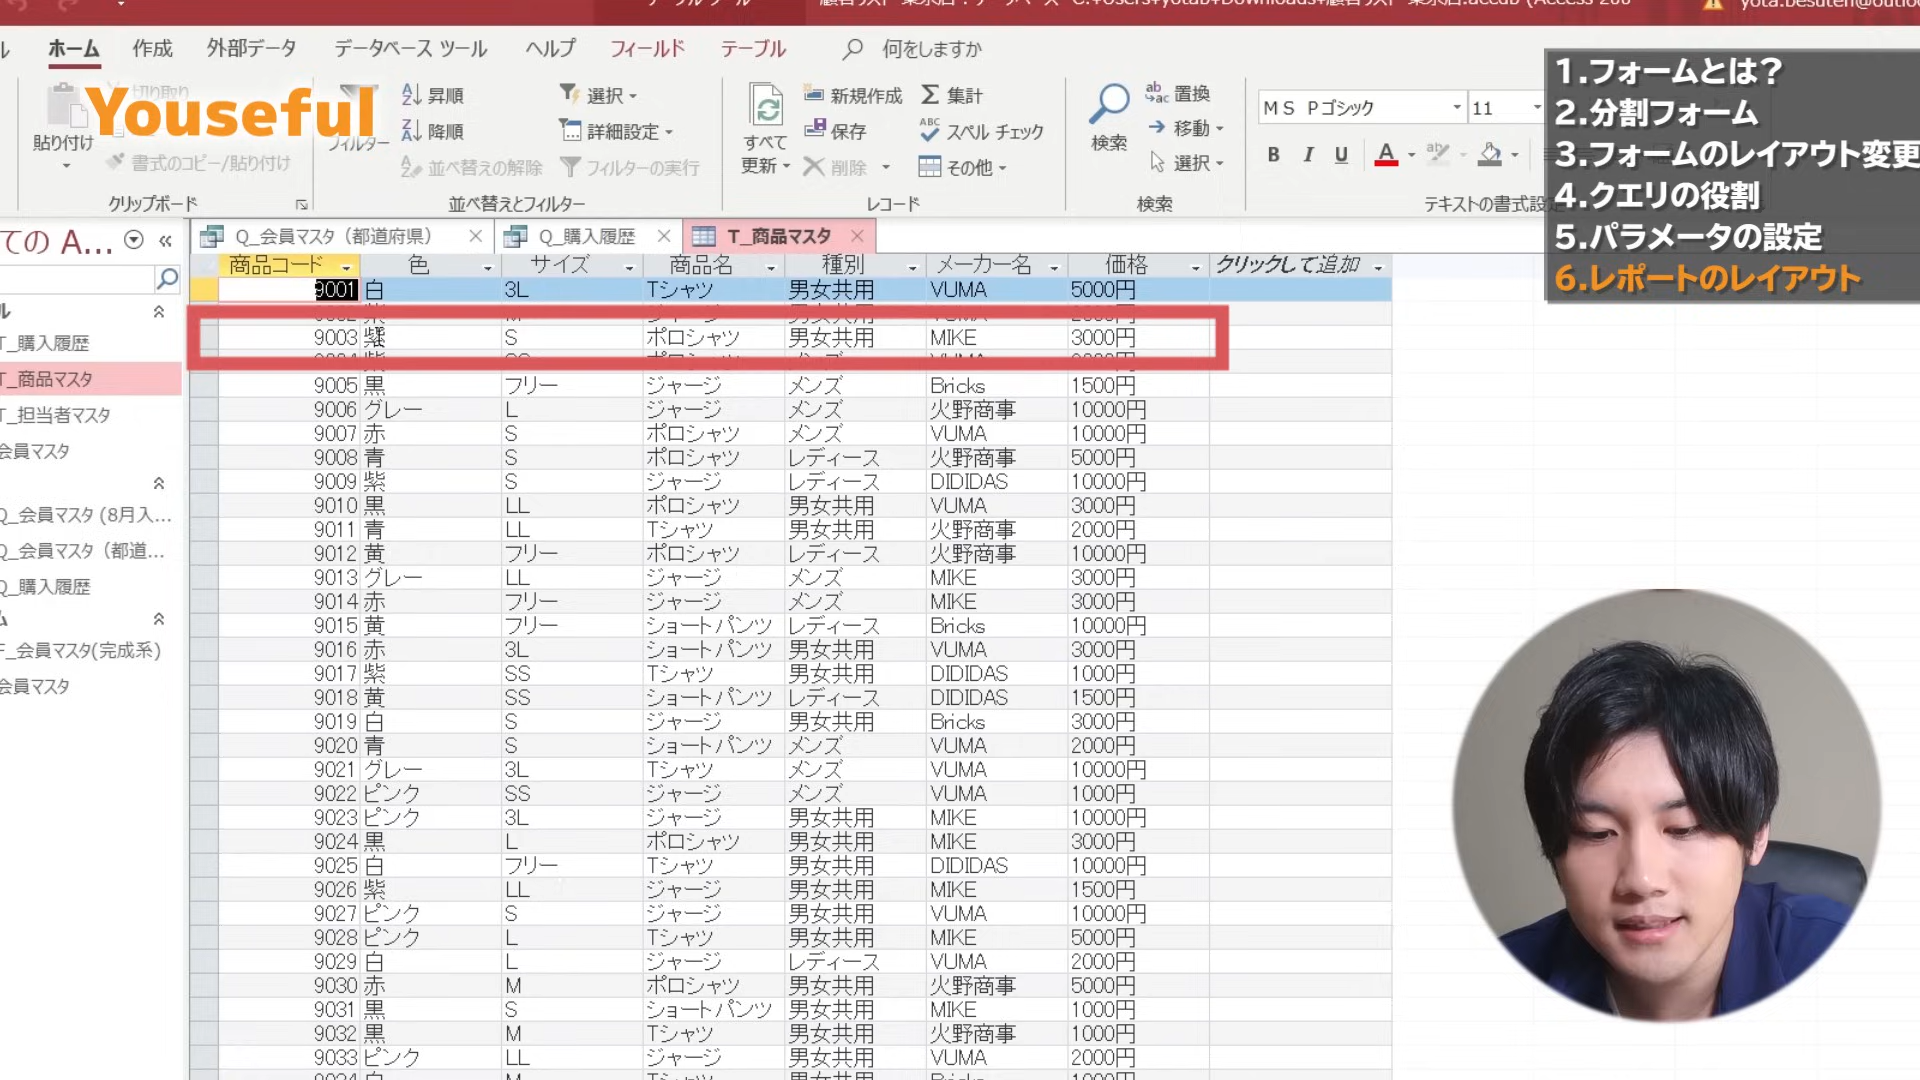 ホーム 作成 外部データ データベース ツール ヘルプ フィールド テーブル 何をしますか
Youseful
貼り付け
切り取り
書式のコピー/貼り付け
クリップボード
フィルター
昇順
降順
並べ替えの解除
選択
詳細設定
フィルターの実行
並べ替えとフィルター
すべて
更新
新規作成
保存
削除
集計
スペル チェック
その他
レコード
検索
置換
移動
選択
検索
MS Pゴシック 11
B I U A
テキストの書式設定
1.フォームとは?
2.分割フォーム
3.フォームのレイアウト変更
4.クエリの役割
5.パラメータの設定
6.レポートのレイアウト
ての A...
T_購入履歴
T_商品マスタ
T_担当者マスタ
会員マスタ
Q_会員マスタ (8月入...
Q_会員マスタ（都道...
Q_購入履歴
F_会員マスタ(完成系)
会員マスタ
Q_会員マスタ（都道府県） Q_購入履歴 T_商品マスタ
商品コード 色 サイズ 商品名 種別 メーカー名 価格 クリックして追加
9001 白 3L Tシャツ 男女共用 VUMA 5000円
9003 紫 S ポロシャツ 男女共用 MIKE 3000円
9005 黒 フリー ジャージ メンズ Bricks 1500円
9006 グレー L ジャージ メンズ 火野商事 10000円
9007 赤 S ポロシャツ メンズ VUMA 10000円
9008 青 S ポロシャツ レディース 火野商事 5000円
9009 紫 S ジャージ レディース DIDIDAS 10000円
9010 黒 LL ポロシャツ 男女共用 VUMA 3000円
9011 青 LL Tシャツ 男女共用 火野商事 2000円
9012 黄 フリー ポロシャツ レディース 火野商事 10000円
9013 グレー LL ジャージ メンズ MIKE 3000円
9014 赤 フリー ジャージ メンズ MIKE 3000円
9015 黄 フリー ショートパンツ レディース Bricks 10000円
9016 赤 3L ショートパンツ 男女共用 VUMA 3000円
9017 紫 SS Tシャツ 男女共用 DIDIDAS 1000円
9018 黄 SS ショートパンツ レディース DIDIDAS 1500円
9019 白 S ジャージ 男女共用 Bricks 3000円
9020 青 S ショートパンツ メンズ VUMA 2000円
9021 グレー 3L Tシャツ メンズ VUMA 10000円
9022 ピンク SS ジャージ メンズ VUMA 1000円
9023 ピンク 3L ジャージ 男女共用 MIKE 10000円
9024 黒 L ポロシャツ 男女共用 MIKE 3000円
9025 白 フリー Tシャツ 男女共用 DIDIDAS 10000円
9026 紫 LL ジャージ 男女共用 MIKE 1500円
9027 ピンク S ジャージ 男女共用 VUMA 10000円
9028 ピンク L Tシャツ 男女共用 MIKE 5000円
9029 白 L ジャージ レディース VUMA 2000円
9030 赤 M ポロシャツ 男女共用 火野商事 5000円
9031 黒 S ショートパンツ 男女共用 MIKE 1000円
9032 黒 M Tシャツ 男女共用 火野商事 1000円
9033 ピンク LL ジャージ 男女共用 VUMA 2000円